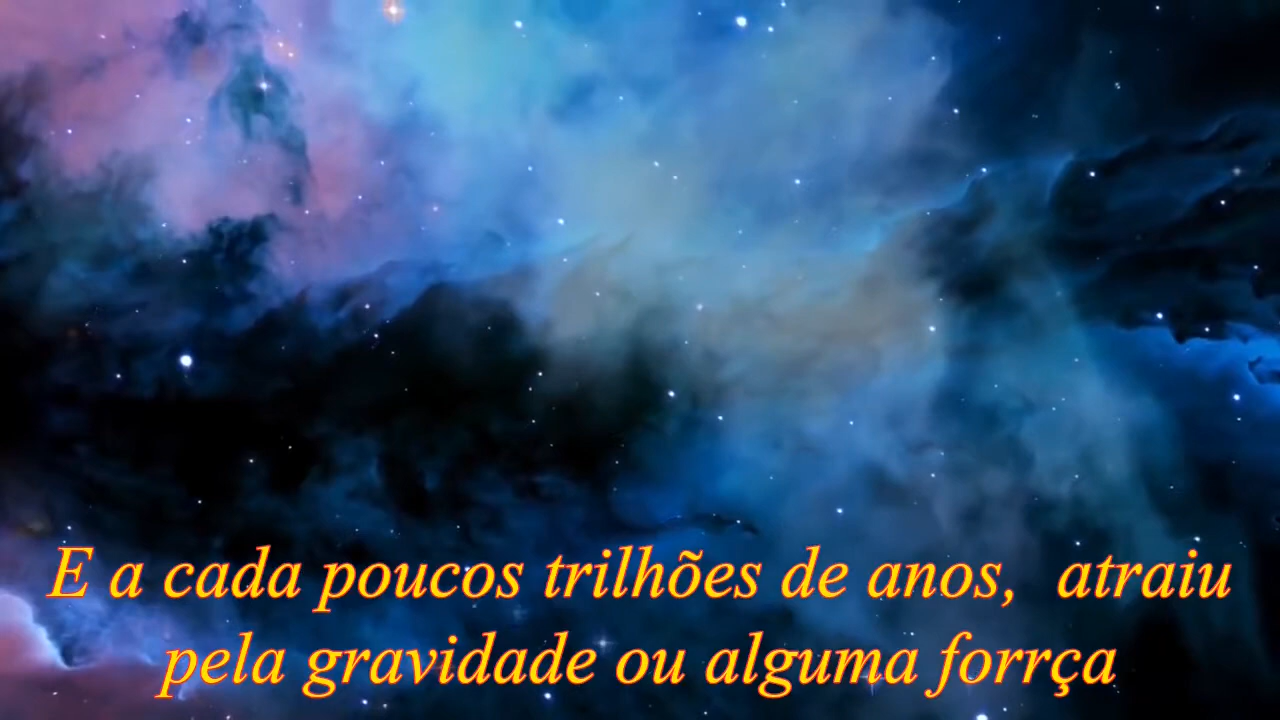 E a cada poucos trilhões de anos,  atraiu
pela gravidade ou alguma forrça